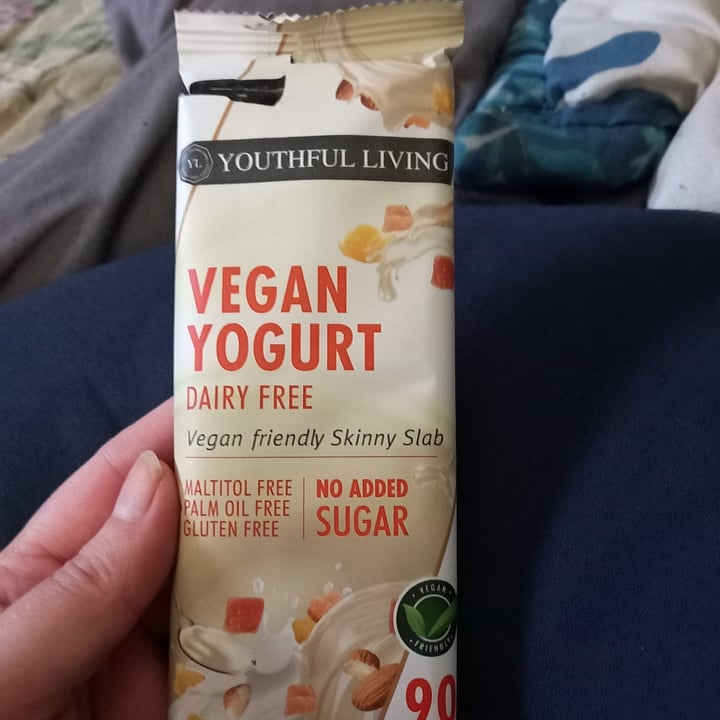 YL YOUTHFUL LIVING
VEGAN
YOGURT
DAIRY FREE
Vegan friendly Skinny Slab
MALTITOL FREE
PALM OIL FREE
GLUTEN FREE
NO ADDED
SUGAR
VEGAN
FRIENDLY
90